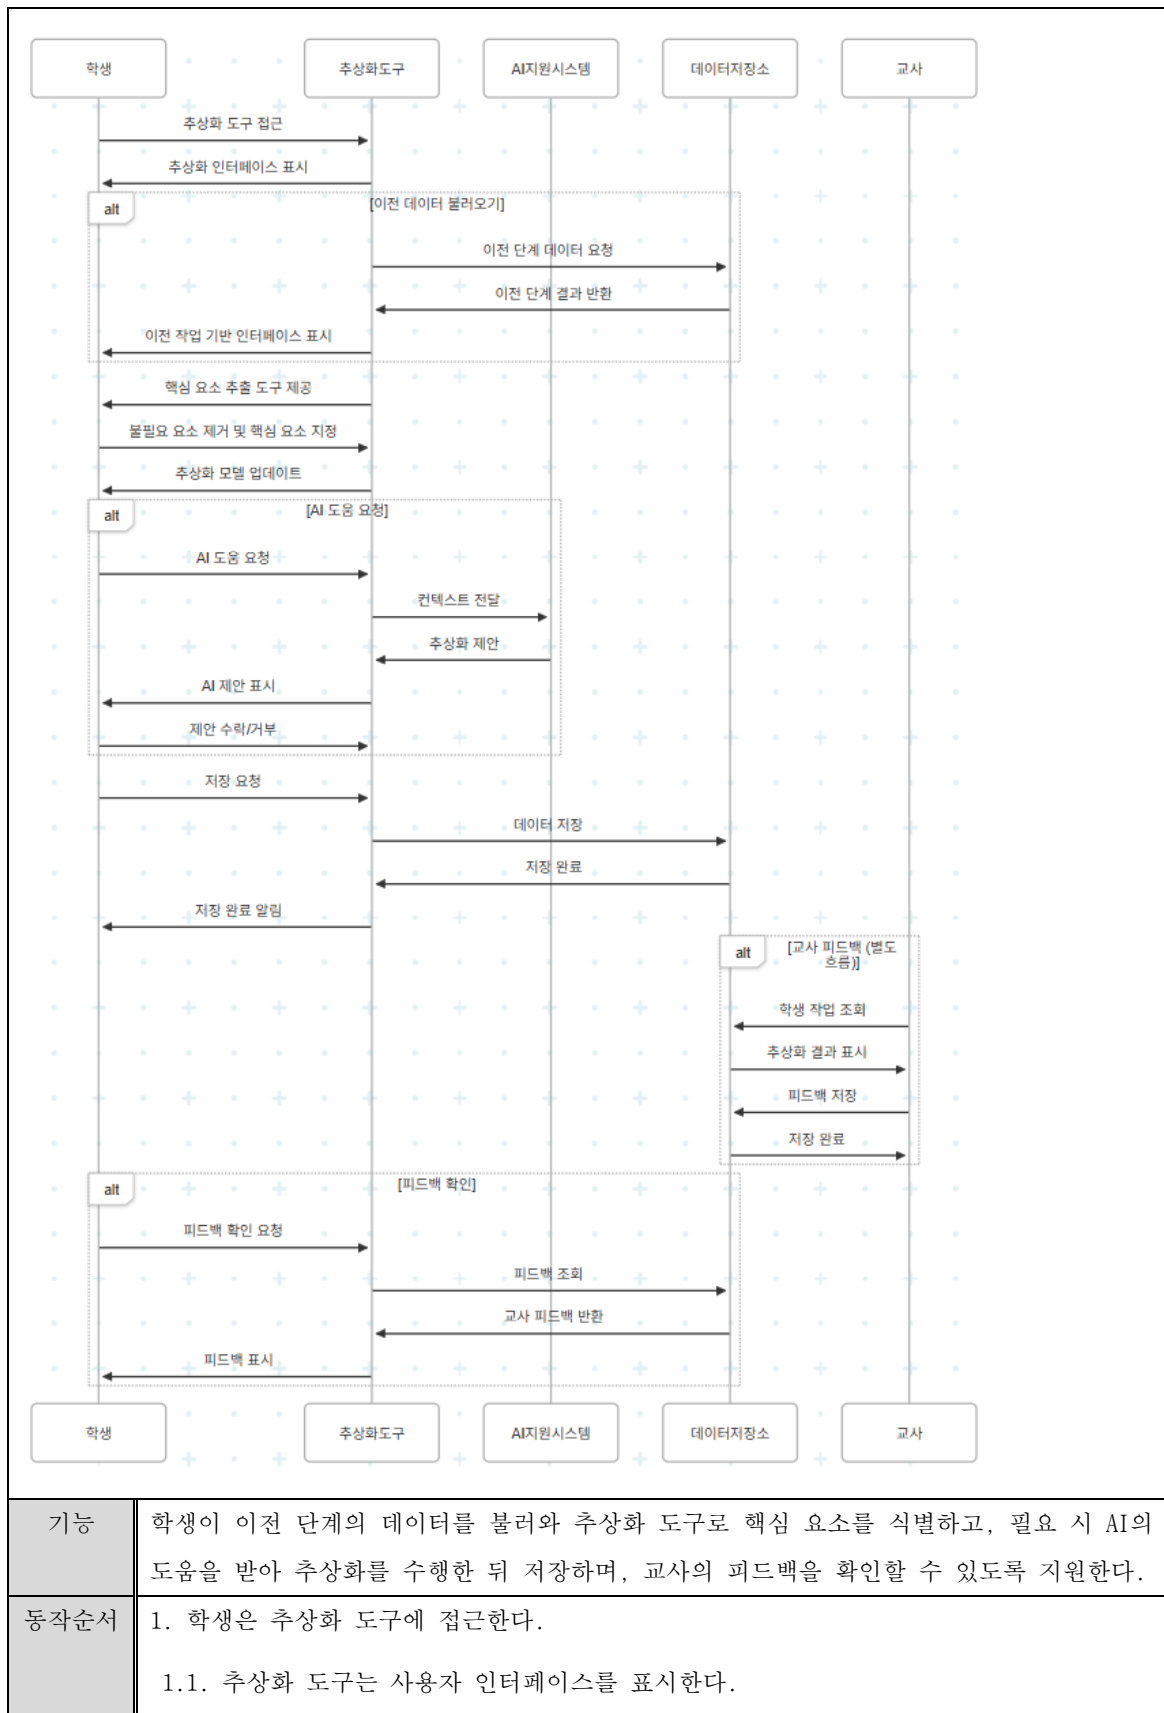 학생
추상화도구
AI지원시스템
데이터저장소
교사
추상화 도구 접근
추상화 인터페이스 표시
alt
[이전 데이터 불러오기]
이전 단계 데이터 요청
이전 단계 결과 반환
이전 작업 기반 인터페이스 표시
핵심 요소 추출 도구 제공
불필요 요소 제거 및 핵심 요소 지정
추상화 모델 업데이트
alt
[AI 도움 요청]
AI 도움 요청
컨텍스트 전달
추상화 제안
AI 제안 표시
제안 수락/거부
저장 요청
데이터 저장
저장 완료
저장 완료 알림
alt
[교사 피드백 (별도
흐름)]
학생 작업 조회
추상화 결과 표시
피드백 저장
저장 완료
alt
[피드백 확인]
피드백 확인 요청
피드백 조회
교사 피드백 반환
피드백 표시
학생
추상화도구
AI지원시스템
데이터저장소
교사
기능
학생이 이전 단계의 데이터를 불러와 추상화 도구로 핵심 요소를 식별하고, 필요 시 AI의
도움을 받아 추상화를 수행한 뒤 저장하며, 교사의 피드백을 확인할 수 있도록 지원한다.
동작순서
1. 학생은 추상화 도구에 접근한다.
1.1. 추상화 도구는 사용자 인터페이스를 표시한다.